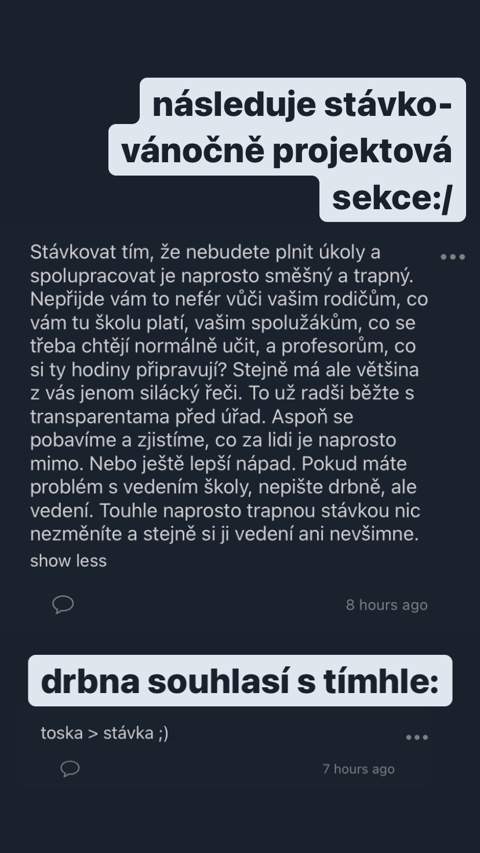 následuje stávko-
vánočně projektová
sekce:/
Stávkovat tím, že nebudete plnit úkoly a
spolupracovat je naprosto směšný a trapný.
Nepřijde vám to nefér vůči vašim rodičům, co
vám tu školu platí, vašim spolužákům, co se
třeba chtějí normálně učit, a profesorům, co
si ty hodiny připravují? Stejně má ale většina
z vás jenom silácký řeči. To už radši běžte s
transparentama před úřad. Aspoň se
pobavíme a zjistíme, co za lidi je naprosto
mimo. Nebo ještě lepší nápad. Pokud máte
problém s vedením školy, nepište drbně, ale
vedení. Touhle naprosto trapnou stávkou nic
nezměníte a stejně si ji vedení ani nevšimne.
show less
8 hours ago
drbna souhlasí s tímhle:
toska > stávka ;)
7 hours ago